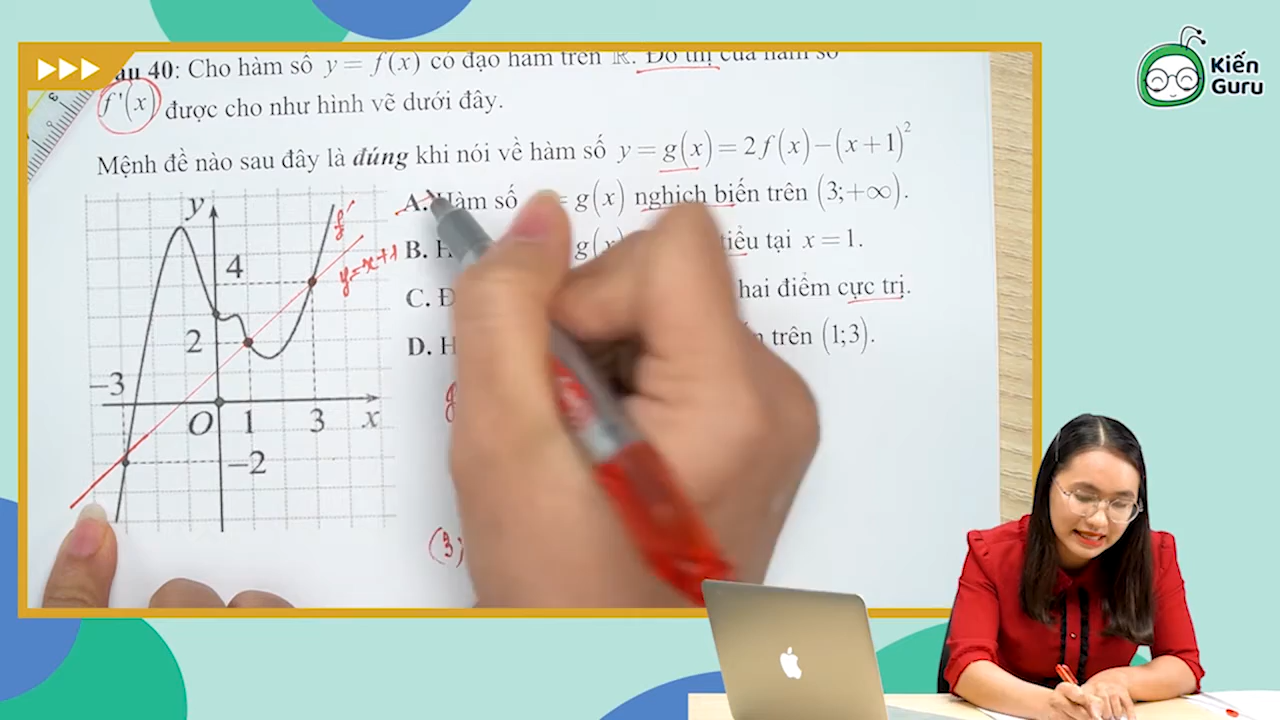 40: Cho hàm số y = f(x) có đạo hàm trên ℝ. Đồ thị của hàm số
f'(x) được cho như hình vẽ dưới đây.
Mệnh đề nào sau đây là đúng khi nói về hàm số y = g(x) = 2f(x) − (x+1)²
A. Hàm số = g(x) nghịch biến trên (3;+∞).
B. H g(x) tiểu tại x = 1.
C. Đ hai điểm cực trị.
D. H trên (1;3).
y
f'
y=x+1
4
2
−3
O 1 3 x
−2
(3;
Kiến
Guru